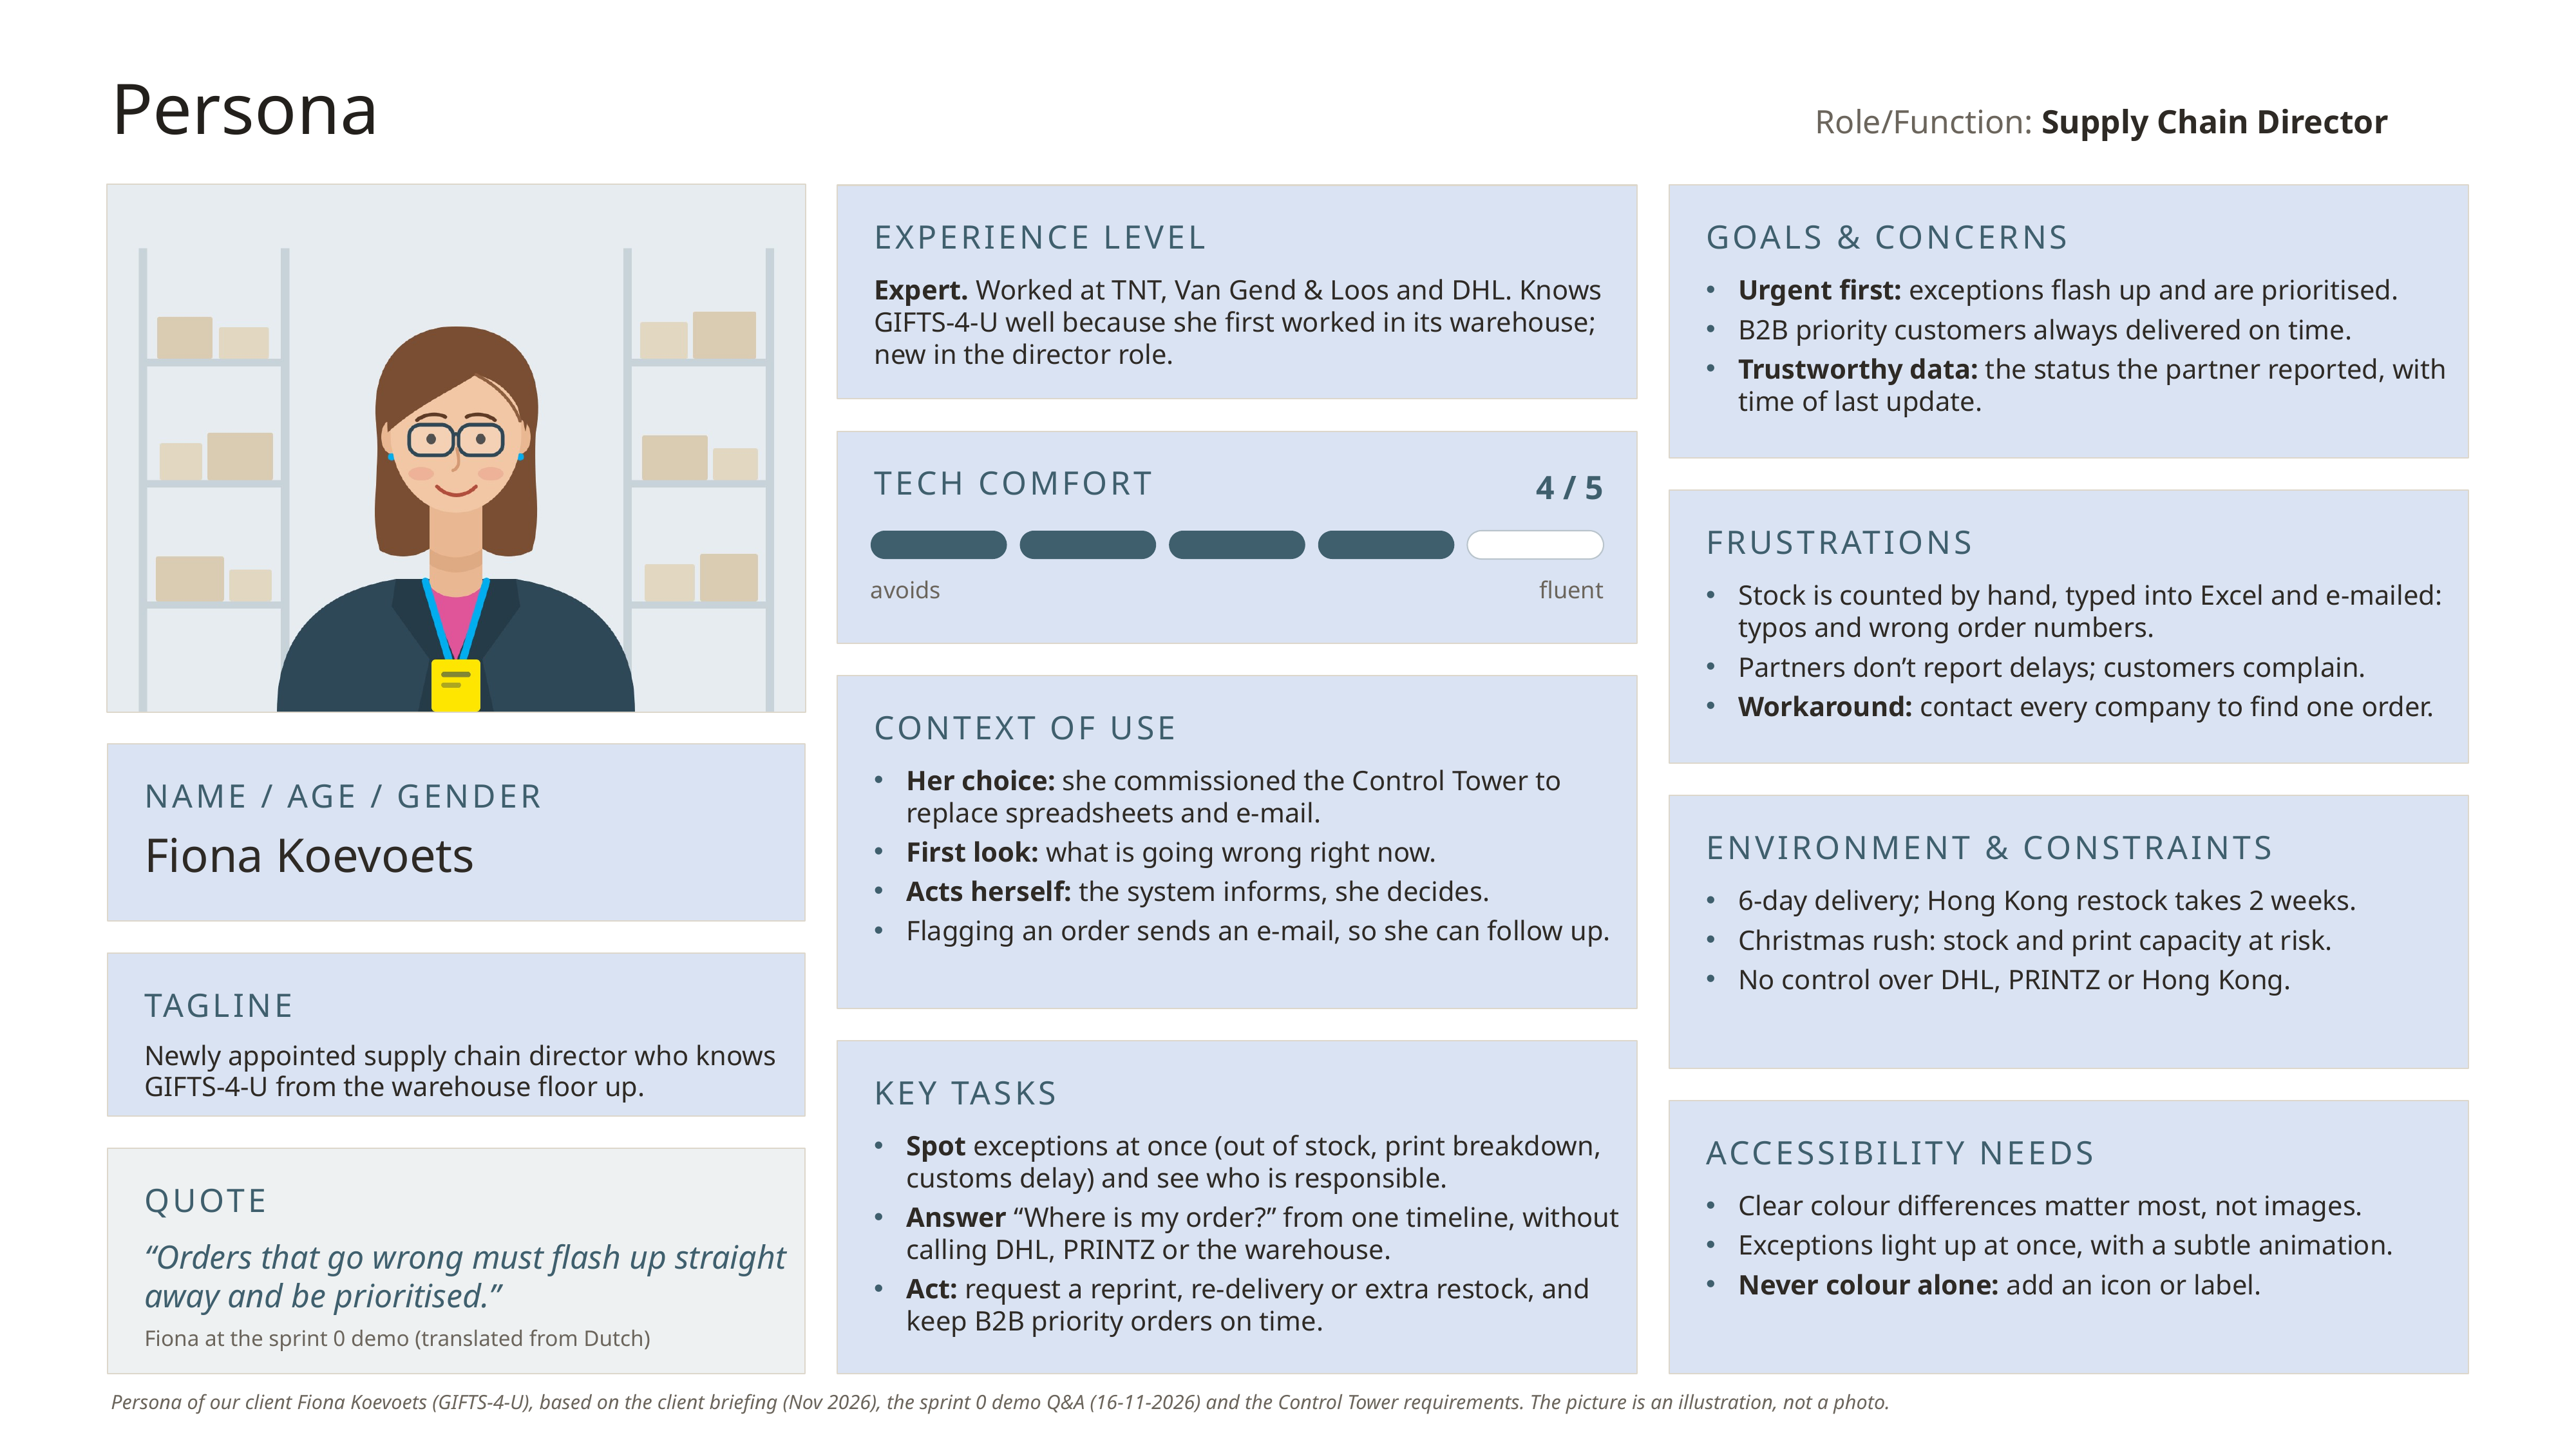 Persona
Role/Function: Supply Chain Director
NAME / AGE / GENDER
Fiona Koevoets
TAGLINE
Newly appointed supply chain director who knows
GIFTS-4-U from the warehouse floor up.
QUOTE
“Orders that go wrong must flash up straight
away and be prioritised.”
Fiona at the sprint 0 demo (translated from Dutch)
EXPERIENCE LEVEL
Expert. Worked at TNT, Van Gend & Loos and DHL. Knows
GIFTS-4-U well because she first worked in its warehouse;
new in the director role.
TECH COMFORT
4 / 5
avoids
fluent
CONTEXT OF USE
• Her choice: she commissioned the Control Tower to
replace spreadsheets and e-mail.
• First look: what is going wrong right now.
• Acts herself: the system informs, she decides.
• Flagging an order sends an e-mail, so she can follow up.
KEY TASKS
• Spot exceptions at once (out of stock, print breakdown,
customs delay) and see who is responsible.
• Answer “Where is my order?” from one timeline, without
calling DHL, PRINTZ or the warehouse.
• Act: request a reprint, re-delivery or extra restock, and
keep B2B priority orders on time.
GOALS & CONCERNS
• Urgent first: exceptions flash up and are prioritised.
• B2B priority customers always delivered on time.
• Trustworthy data: the status the partner reported, with
time of last update.
FRUSTRATIONS
• Stock is counted by hand, typed into Excel and e-mailed:
typos and wrong order numbers.
• Partners don’t report delays; customers complain.
• Workaround: contact every company to find one order.
ENVIRONMENT & CONSTRAINTS
• 6-day delivery; Hong Kong restock takes 2 weeks.
• Christmas rush: stock and print capacity at risk.
• No control over DHL, PRINTZ or Hong Kong.
ACCESSIBILITY NEEDS
• Clear colour differences matter most, not images.
• Exceptions light up at once, with a subtle animation.
• Never colour alone: add an icon or label.
Persona of our client Fiona Koevoets (GIFTS-4-U), based on the client briefing (Nov 2026), the sprint 0 demo Q&A (16-11-2026) and the Control Tower requirements. The picture is an illustration, not a photo.